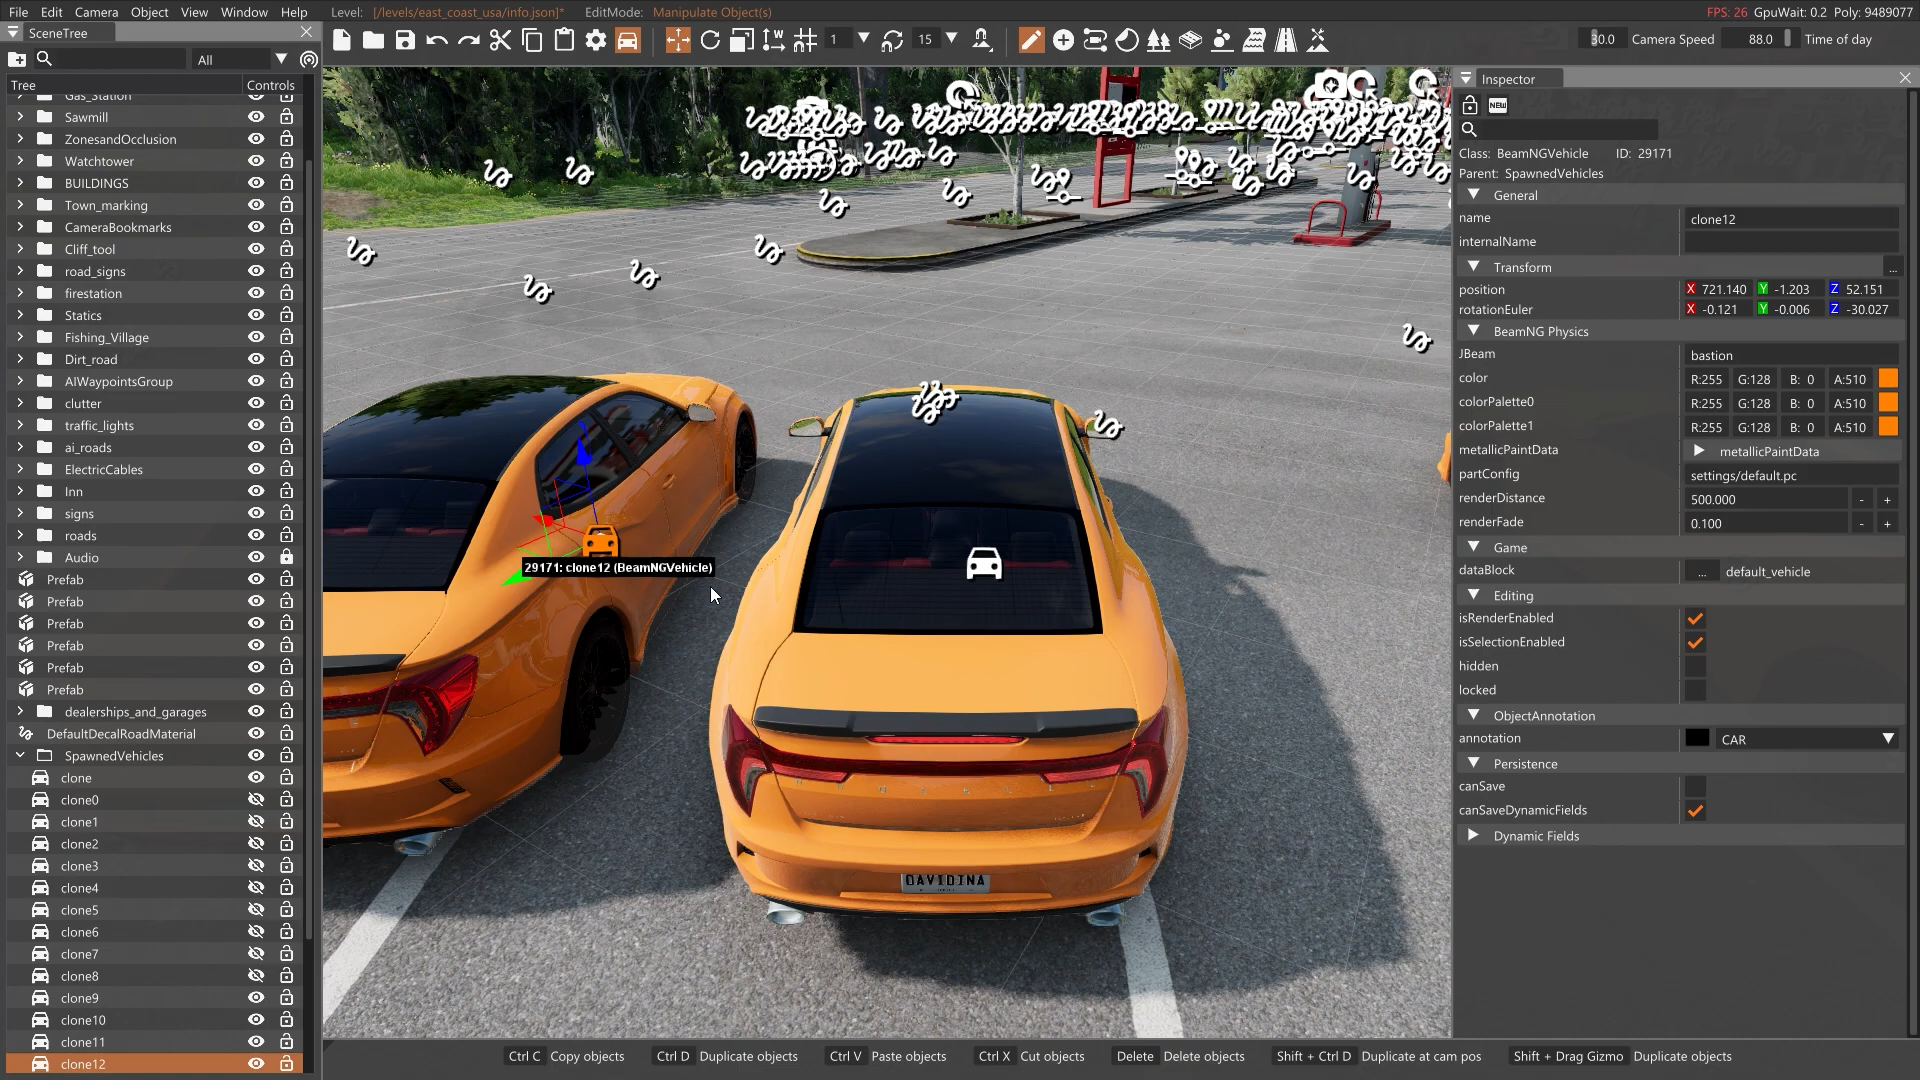 File Edit Camera Object View Window Help Level: [/levels/east_coast_usa/info.json]* EditMode: Manipulate Object(s) FPS: 26 GpuWait: 0.2 Poly: 9489077
SceneTree
1 15 30.0 Camera Speed 88.0 Time of day
All
Tree Controls
Gas_Station
Sawmill
ZonesandOcclusion
Watchtower
BUILDINGS
Town_marking
CameraBookmarks
Cliff_tool
road_signs
firestation
Statics
Fishing_Village
Dirt_road
AIWaypointsGroup
clutter
traffic_lights
ai_roads
ElectricCables
Inn
signs
roads
Audio
Prefab
Prefab
Prefab
Prefab
Prefab
Prefab
dealerships_and_garages
DefaultDecalRoadMaterial
SpawnedVehicles
clone
clone0
clone1
clone2
clone3
clone4
clone5
clone6
clone7
clone8
clone9
clone10
clone11
clone12
29171: clone12 (BeamNGVehicle)
DAVIDINA
Inspector
NEW
Class: BeamNGVehicle ID: 29171
Parent: SpawnedVehicles
General
name clone12
internalName
Transform ...
position X 721.140 Y -1.203 Z 52.151
rotationEuler X -0.121 Y -0.006 Z -30.027
BeamNG Physics
JBeam bastion
color R:255 G:128 B: 0 A:510
colorPalette0 R:255 G:128 B: 0 A:510
colorPalette1 R:255 G:128 B: 0 A:510
metallicPaintData metallicPaintData
partConfig settings/default.pc
renderDistance 500.000 - +
renderFade 0.100 - +
Game
dataBlock ... default_vehicle
Editing
isRenderEnabled
isSelectionEnabled
hidden
locked
ObjectAnnotation
annotation CAR
Persistence
canSave
canSaveDynamicFields
Dynamic Fields
Ctrl C Copy objects Ctrl D Duplicate objects Ctrl V Paste objects Ctrl X Cut objects Delete Delete objects Shift + Ctrl D Duplicate at cam pos Shift + Drag Gizmo Duplicate objects